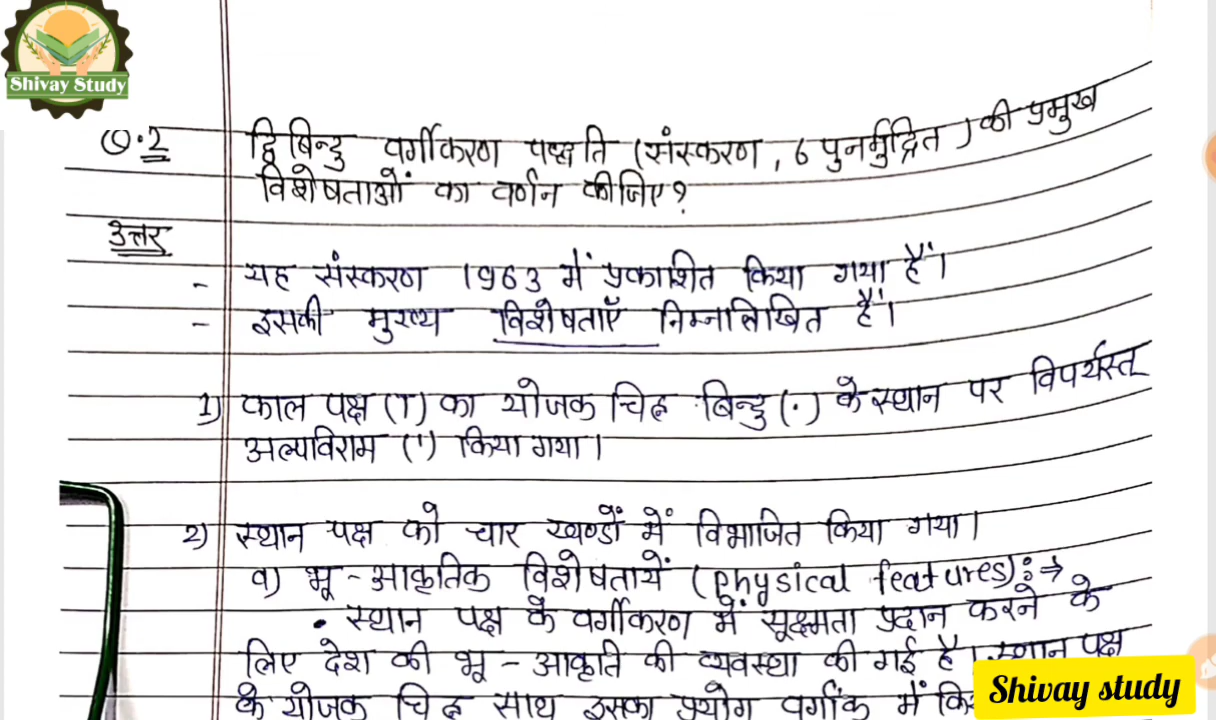 Shivay Study
Q.2 द्वि बिन्दु वर्गीकरण पद्धति (संस्करण, 6 पुनर्मुद्रित) की प्रमुख
विशेषताओं का वर्णन कीजिए?
उत्तर
- यह संस्करण 1963 में प्रकाशित किया गया हैं।
- इसकी मुख्य विशेषताएँ निम्नलिखित हैं।
1) काल पक्ष (T) का योजक चिह्न बिन्दु (.) के स्थान पर विपर्यस्त
अल्पविराम (') किया गया।
2) स्थान पक्ष को चार खण्डों में विभाजित किया गया।
a) भू-आकृतिक विशेषतायें (physical features):⇒
• स्थान पक्ष के वर्गीकरण में सूक्ष्मता प्रदान करने के
लिए देश की भू-आकृति की व्यवस्था की गई है। स्थान पक्ष
के योजक चिह्न साथ इसका प्रयोग वर्गांक में
Shivay study